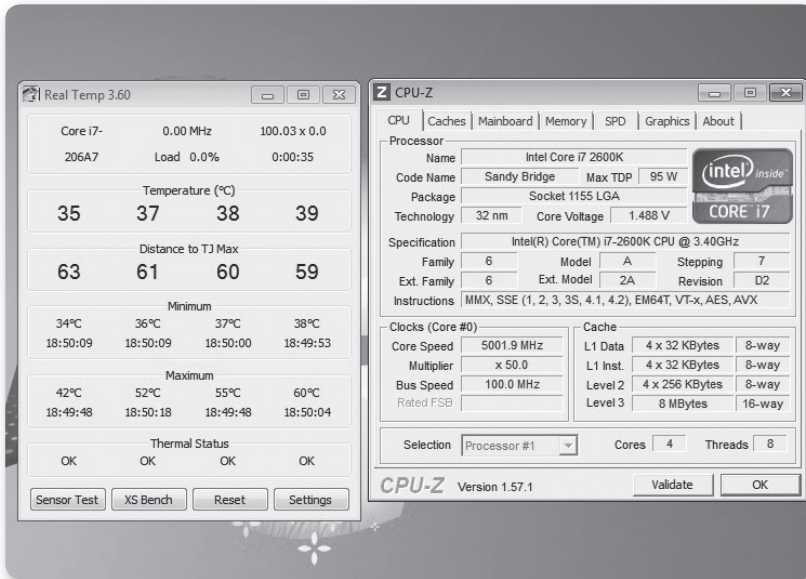 Real Temp 3.60
Core i7- 0.00 MHz 100.03 x 0.0
206A7 Load 0.0% 0:00:35
Temperature (°C)
35 37 38 39
Distance to TJ Max
63 61 60 59
Minimum
34°C 36°C 37°C 38°C
18:50:09 18:50:09 18:50:00 18:49:53
Maximum
42°C 52°C 55°C 60°C
18:49:48 18:50:18 18:49:48 18:50:04
Thermal Status
OK OK OK OK
Sensor Test XS Bench Reset Settings
Z CPU-Z
CPU Caches Mainboard Memory SPD Graphics About
Processor
Name Intel Core i7 2600K
Code Name Sandy Bridge Max TDP 95 W
Package Socket 1155 LGA
Technology 32 nm Core Voltage 1.488 V
intel inside™
CORE™ i7
Specification Intel(R) Core(TM) i7-2600K CPU @ 3.40GHz
Family 6 Model A Stepping 7
Ext. Family 6 Ext. Model 2A Revision D2
Instructions MMX, SSE (1, 2, 3, 3S, 4.1, 4.2), EM64T, VT-x, AES, AVX
Clocks (Core #0)
Core Speed 5001.9 MHz
Multiplier x 50.0
Bus Speed 100.0 MHz
Rated FSB
Cache
L1 Data 4 x 32 KBytes 8-way
L1 Inst. 4 x 32 KBytes 8-way
Level 2 4 x 256 KBytes 8-way
Level 3 8 MBytes 16-way
Selection Processor #1 Cores 4 Threads 8
CPU-Z Version 1.57.1 Validate OK